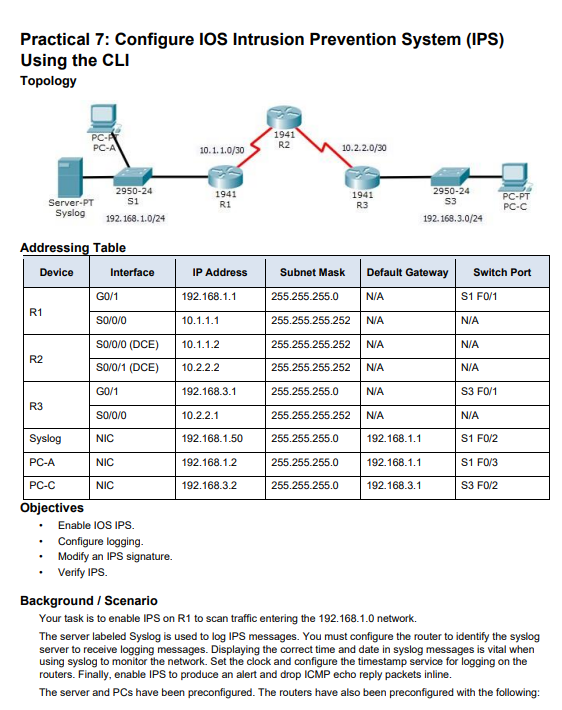 Practical 7: Configure IOS Intrusion Prevention System (IPS)
Using the CLI
Topology
PC-PT
PC-A
1941
R2
10.1.1.0/30
10.2.2.0/30
Server-PT
Syslog
2950-24
S1
1941
R1
1941
R3
2950-24
S3
PC-PT
PC-C
192.168.1.0/24
192.168.3.0/24
Addressing Table
Device Interface IP Address Subnet Mask Default Gateway Switch Port
R1 G0/1 192.168.1.1 255.255.255.0 N/A S1 F0/1
S0/0/0 10.1.1.1 255.255.255.252 N/A N/A
R2 S0/0/0 (DCE) 10.1.1.2 255.255.255.252 N/A N/A
S0/0/1 (DCE) 10.2.2.2 255.255.255.252 N/A N/A
R3 G0/1 192.168.3.1 255.255.255.0 N/A S3 F0/1
S0/0/0 10.2.2.1 255.255.255.252 N/A N/A
Syslog NIC 192.168.1.50 255.255.255.0 192.168.1.1 S1 F0/2
PC-A NIC 192.168.1.2 255.255.255.0 192.168.1.1 S1 F0/3
PC-C NIC 192.168.3.2 255.255.255.0 192.168.3.1 S3 F0/2
Objectives
• Enable IOS IPS.
• Configure logging.
• Modify an IPS signature.
• Verify IPS.
Background / Scenario
Your task is to enable IPS on R1 to scan traffic entering the 192.168.1.0 network.
The server labeled Syslog is used to log IPS messages. You must configure the router to identify the syslog
server to receive logging messages. Displaying the correct time and date in syslog messages is vital when
using syslog to monitor the network. Set the clock and configure the timestamp service for logging on the
routers. Finally, enable IPS to produce an alert and drop ICMP echo reply packets inline.
The server and PCs have been preconfigured. The routers have also been preconfigured with the following: